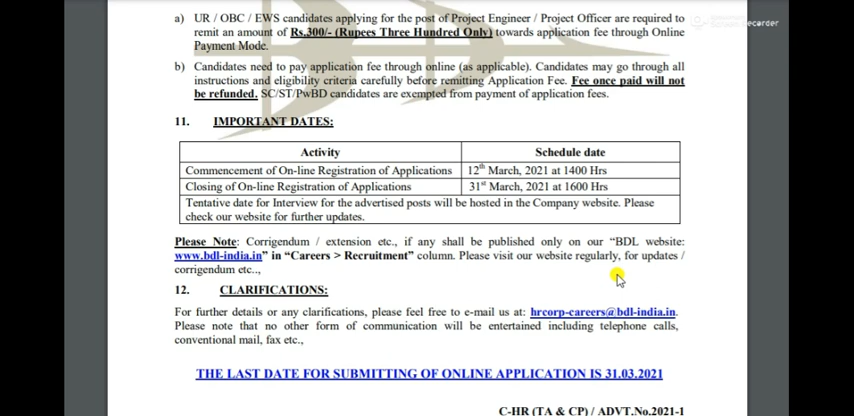 a) UR / OBC / EWS candidates applying for the post of Project Engineer / Project Officer are required to
remit an amount of Rs.300/- (Rupees Three Hundred Only) towards application fee through Online
Payment Mode.
b) Candidates need to pay application fee through online (as applicable). Candidates may go through all
instructions and eligibility criteria carefully before remitting Application Fee. Fee once paid will not
be refunded. SC/ST/PwBD candidates are exempted from payment of application fees.
11. IMPORTANT DATES:
Activity Schedule date
Commencement of On-line Registration of Applications 12th March, 2021 at 1400 Hrs
Closing of On-line Registration of Applications 31st March, 2021 at 1600 Hrs
Tentative date for Interview for the advertised posts will be hosted in the Company website. Please
check our website for further updates.
Please Note: Corrigendum / extension etc., if any shall be published only on our “BDL website:
www.bdl-india.in” in “Careers > Recruitment” column. Please visit our website regularly, for updates /
corrigendum etc..,
12. CLARIFICATIONS:
For further details or any clarifications, please feel free to e-mail us at: hrcorp-careers@bdl-india.in.
Please note that no other form of communication will be entertained including telephone calls,
conventional mail, fax etc.,
THE LAST DATE FOR SUBMITTING OF ONLINE APPLICATION IS 31.03.2021
C-HR (TA & CP) / ADVT.No.2021-1